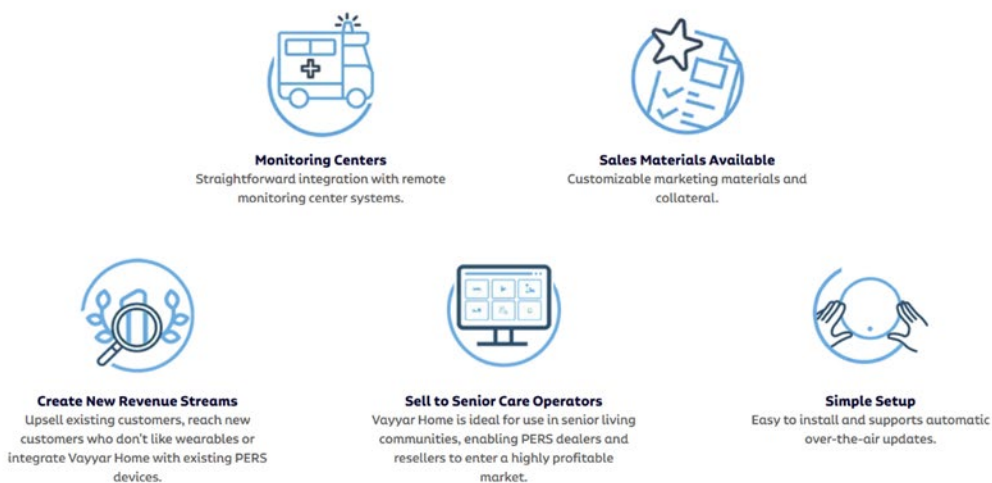 Monitoring Centers
Straightforward integration with remote
monitoring center systems.
Sales Materials Available
Customizable marketing materials and
collateral.
Create New Revenue Streams
Upsell existing customers, reach new
customers who don't like wearables or
integrate Vayyar Home with existing PERS
devices.
Sell to Senior Care Operators
Vayyar Home is ideal for use in senior living
communities, enabling PERS dealers and
resellers to enter a highly profitable
market.
Simple Setup
Easy to install and supports automatic
over-the-air updates.